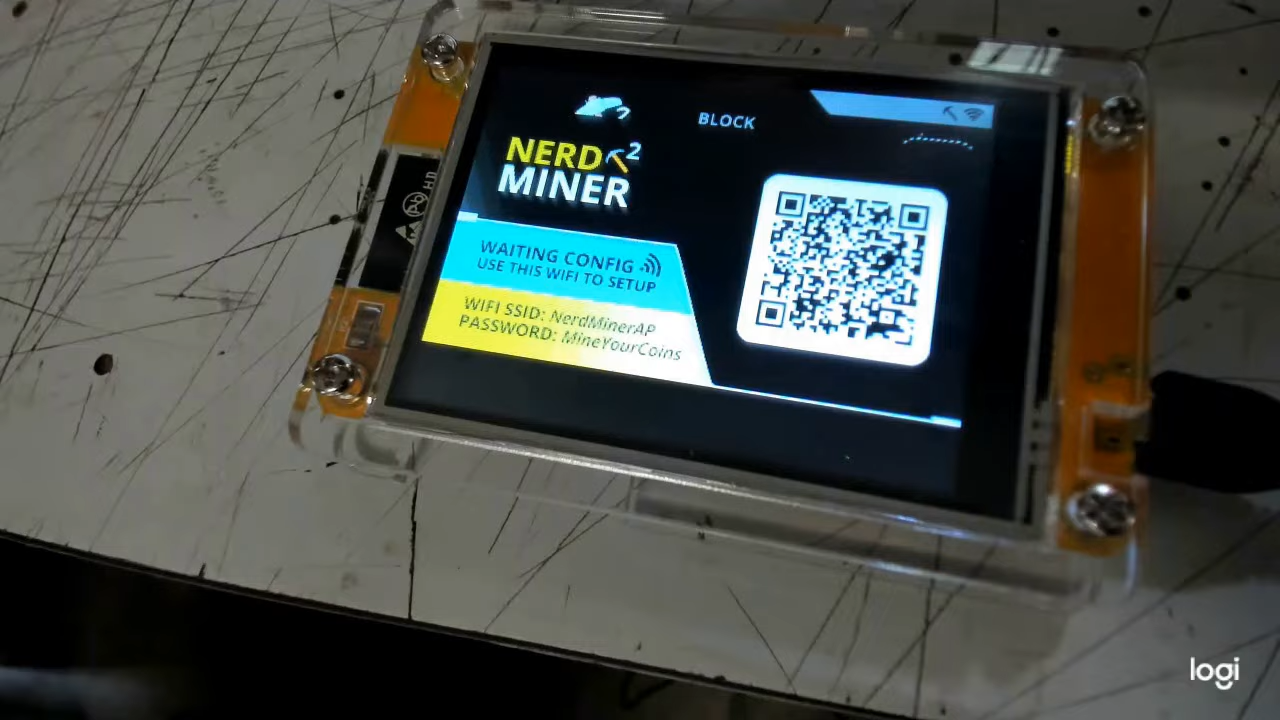 BLOCK
NERD 2
MINER
WAITING CONFIG
USE THIS WIFI TO SETUP
WIFI SSID: NerdMinerAP
PASSWORD: MineYourCoins
logi